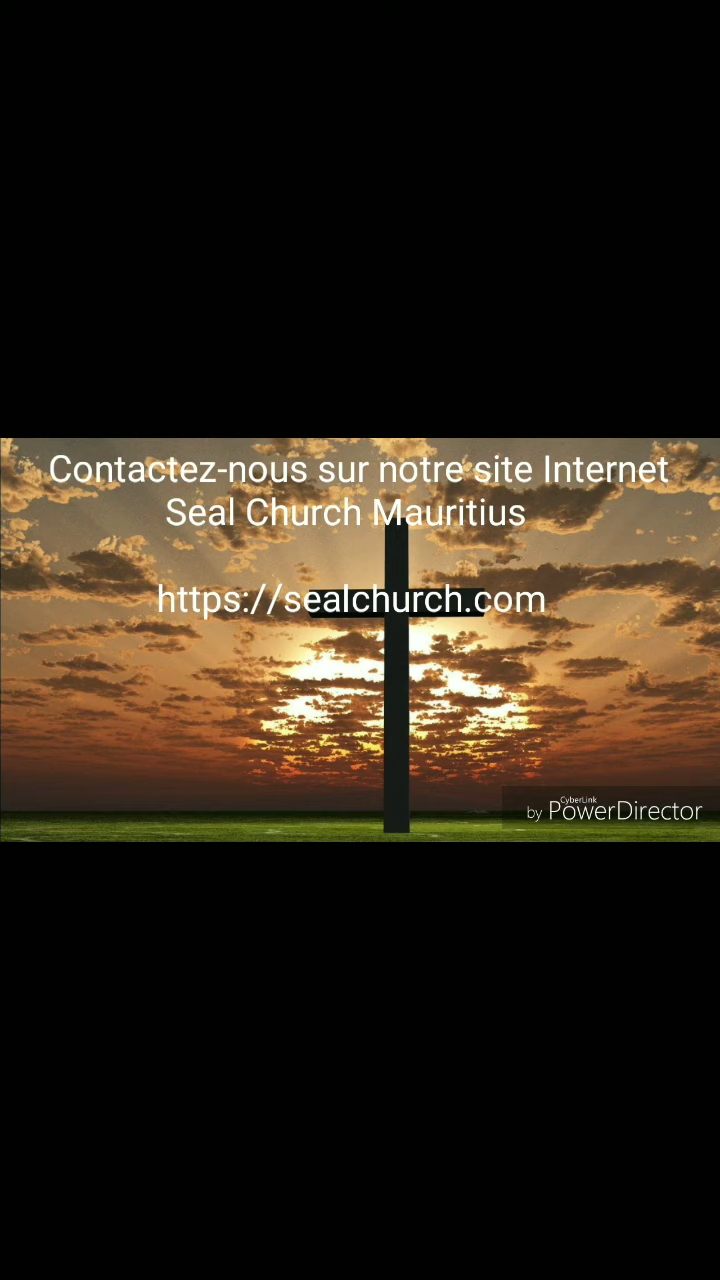 Contactez-nous sur notre site Internet
Seal Church Mauritius
https://sealchurch.com
CyberLink
by PowerDirector